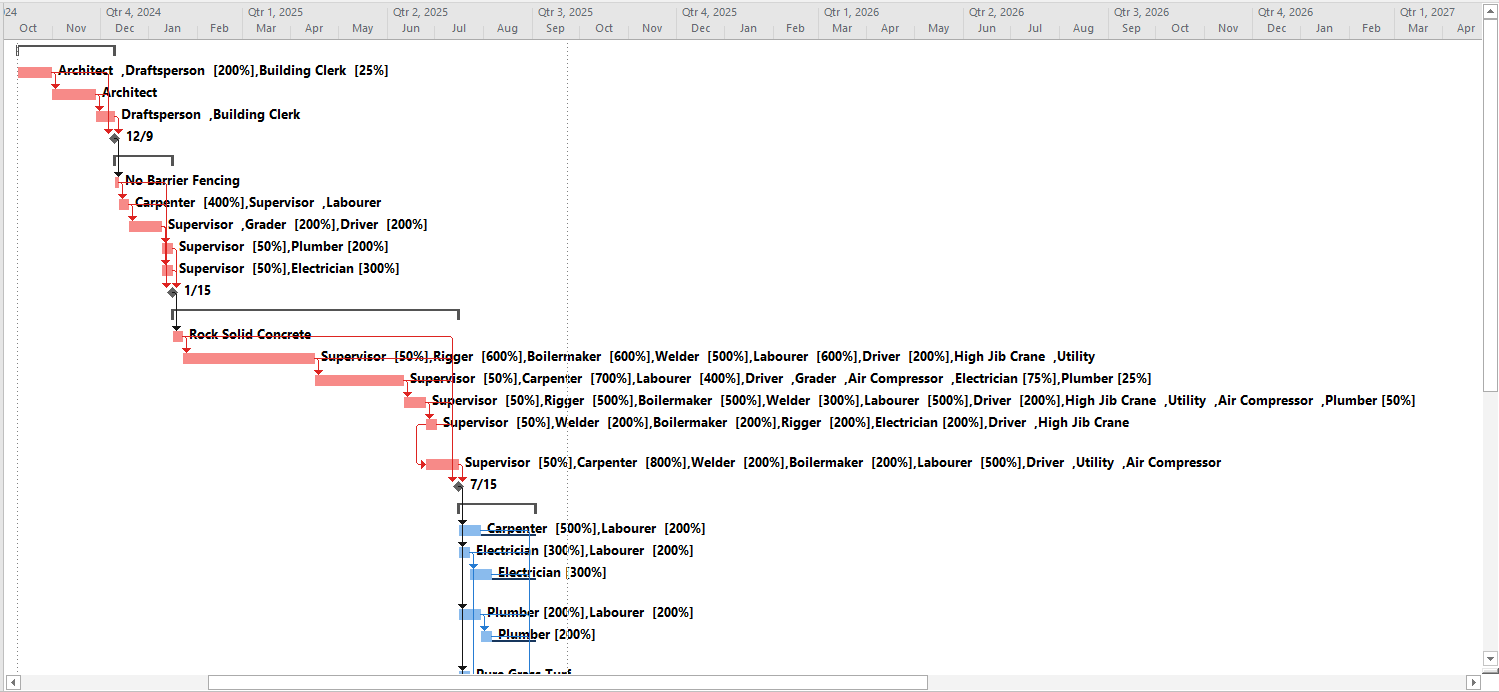 024 Qtr 4, 2024 Qtr 1, 2025 Qtr 2, 2025 Qtr 3, 2025 Qtr 4, 2025 Qtr 1, 2026 Qtr 2, 2026 Qtr 3, 2026 Qtr 4, 2026 Qtr 1, 2027
Oct Nov Dec Jan Feb Mar Apr May Jun Jul Aug Sep Oct Nov Dec Jan Feb Mar Apr May Jun Jul Aug Sep Oct Nov Dec Jan Feb Mar Apr
Architect ,Draftsperson [200%],Building Clerk [25%]
Architect
Draftsperson ,Building Clerk
12/9
No Barrier Fencing
Carpenter [400%],Supervisor ,Labourer
Supervisor ,Grader [200%],Driver [200%]
Supervisor [50%],Plumber [200%]
Supervisor [50%],Electrician [300%]
1/15
Rock Solid Concrete
Supervisor [50%],Rigger [600%],Boilermaker [600%],Welder [500%],Labourer [600%],Driver [200%],High Jib Crane ,Utility
Supervisor [50%],Carpenter [700%],Labourer [400%],Driver ,Grader ,Air Compressor ,Electrician [75%],Plumber [25%]
Supervisor [50%],Rigger [500%],Boilermaker [500%],Welder [300%],Labourer [500%],Driver [200%],High Jib Crane ,Utility ,Air Compressor ,Plumber [50%]
Supervisor [50%],Welder [200%],Boilermaker [200%],Rigger [200%],Electrician [200%],Driver ,High Jib Crane
Supervisor [50%],Carpenter [800%],Welder [200%],Boilermaker [200%],Labourer [500%],Driver ,Utility ,Air Compressor
7/15
Carpenter [500%],Labourer [200%]
Electrician [300%],Labourer [200%]
Electrician [300%]
Plumber [200%],Labourer [200%]
Plumber [200%]
Pure Grass Turf